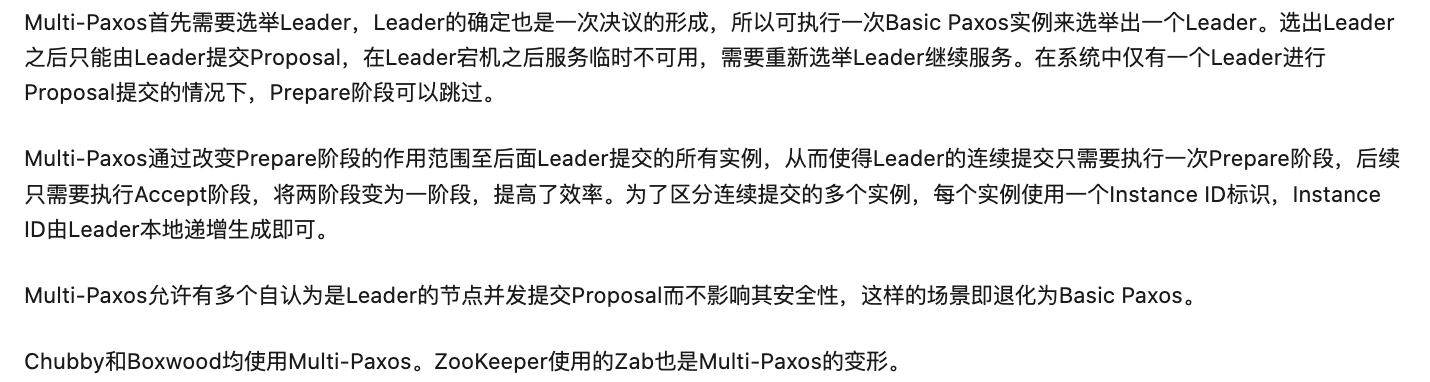 Multi-Paxos首先需要选举Leader，Leader的确定也是一次决议的形成，所以可执行一次Basic Paxos实例来选举出一个Leader。选出Leader
之后只能由Leader提交Proposal，在Leader宕机之后服务临时不可用，需要重新选举Leader继续服务。在系统中仅有一个Leader进行
Proposal提交的情况下，Prepare阶段可以跳过。
Multi-Paxos通过改变Prepare阶段的作用范围至后面Leader提交的所有实例，从而使得Leader的连续提交只需要执行一次Prepare阶段，后续
只需要执行Accept阶段，将两阶段变为一阶段，提高了效率。为了区分连续提交的多个实例，每个实例使用一个Instance ID标识，Instance
ID由Leader本地递增生成即可。
Multi-Paxos允许有多个自认为是Leader的节点并发提交Proposal而不影响其安全性，这样的场景即退化为Basic Paxos。
Chubby和Boxwood均使用Multi-Paxos。ZooKeeper使用的Zab也是Multi-Paxos的变形。